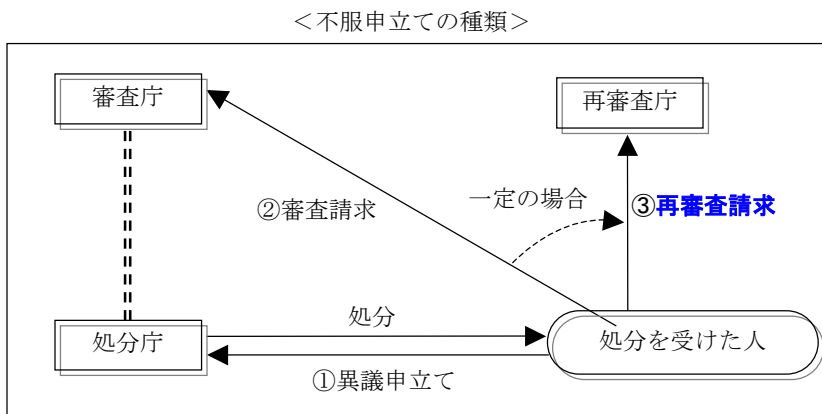 ＜不服申立ての種類＞
審査庁
再審査庁
一定の場合
②審査請求
③再審査請求
処分
処分庁
処分を受けた人
①異議申立て